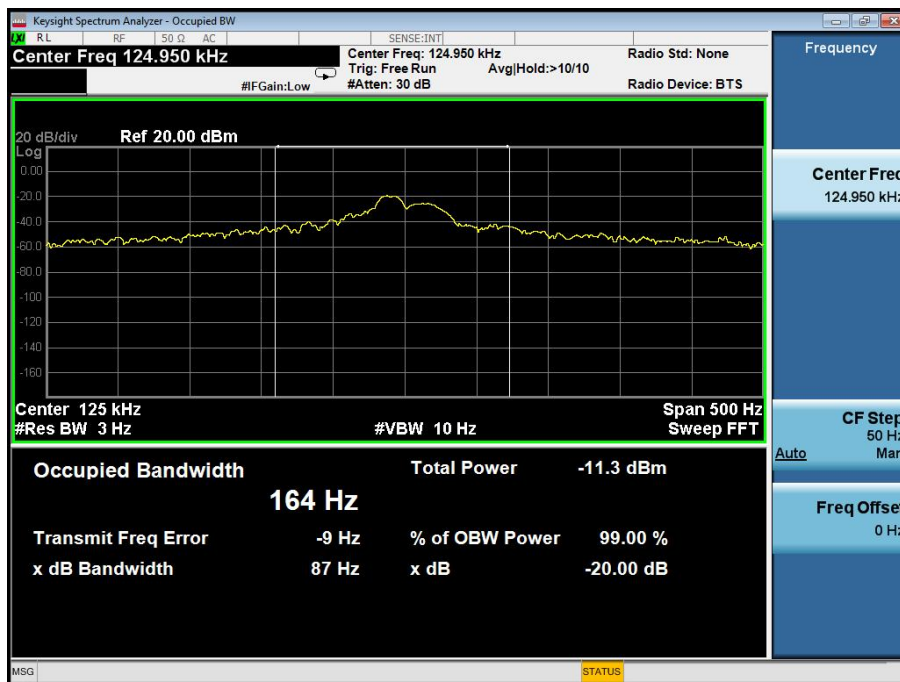 Keysight Spectrum Analyzer - Occupied BW
LXI RL RF 50 Ω AC SENSE:INT
Center Freq 124.950 kHz
#IFGain:Low
Center Freq: 124.950 kHz
Trig: Free Run Avg|Hold:>10/10
#Atten: 30 dB
Radio Std: None
Radio Device: BTS
20 dB/div Ref 20.00 dBm
Log
0.00
-20.0
-40.0
-60.0
-80.0
-100
-120
-140
-160
Center 125 kHz Span 500 Hz
#Res BW 3 Hz #VBW 10 Hz Sweep FFT
Occupied Bandwidth Total Power -11.3 dBm
164 Hz
Transmit Freq Error -9 Hz % of OBW Power 99.00 %
x dB Bandwidth 87 Hz x dB -20.00 dB
MSG STATUS
Frequency
Center Freq
124.950 kHz
CF Step
50 Hz
Auto Man
Freq Offset
0 Hz